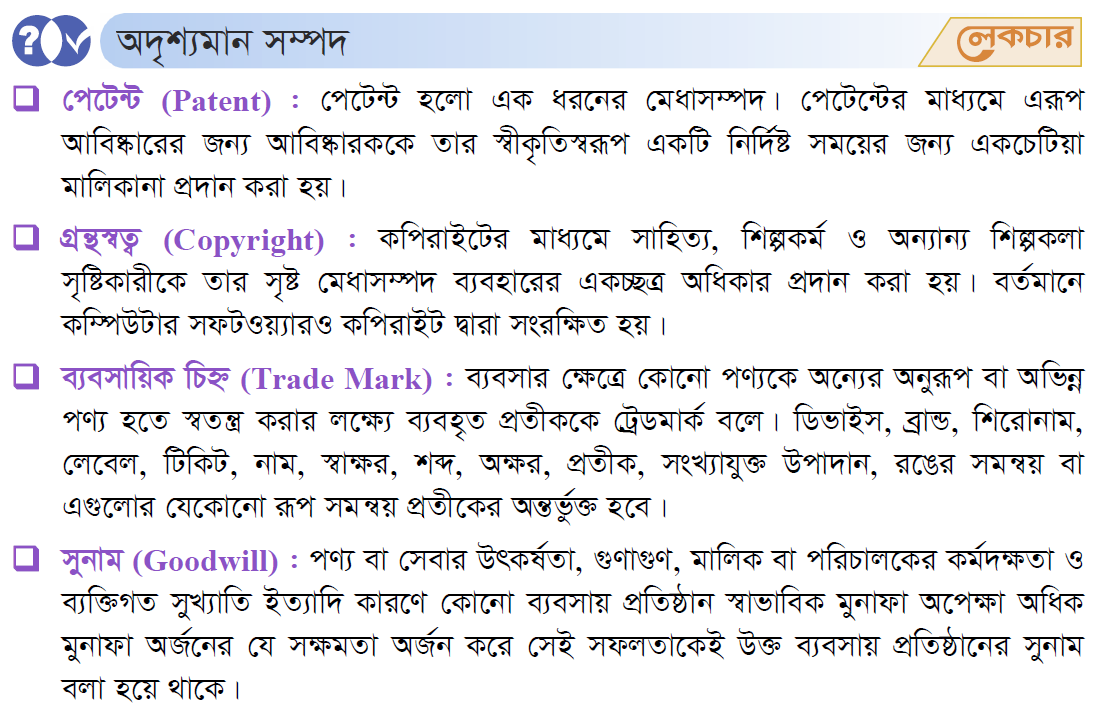 অদৃশ্যমান সম্পদ
লেকচার
পেটেন্ট (Patent) : পেটেন্ট হলো এক ধরনের মেধাসম্পদ। পেটেন্টের মাধ্যমে এরূপ
আবিষ্কারের জন্য আবিষ্কারককে তার স্বীকৃতিস্বরূপ একটি নির্দিষ্ট সময়ের জন্য একচেটিয়া
মালিকানা প্রদান করা হয়।
গ্রন্থস্বত্ব (Copyright) : কপিরাইটের মাধ্যমে সাহিত্য, শিল্পকর্ম ও অন্যান্য শিল্পকলা
সৃষ্টিকারীকে তার সৃষ্ট মেধাসম্পদ ব্যবহারের একচ্ছত্র অধিকার প্রদান করা হয়। বর্তমানে
কম্পিউটার সফটওয়্যারও কপিরাইট দ্বারা সংরক্ষিত হয়।
ব্যবসায়িক চিহ্ন (Trade Mark) : ব্যবসার ক্ষেত্রে কোনো পণ্যকে অন্যের অনুরূপ বা অভিন্ন
পণ্য হতে স্বতন্ত্র করার লক্ষ্যে ব্যবহৃত প্রতীককে ট্রেডমার্ক বলে। ডিভাইস, ব্রান্ড, শিরোনাম,
লেবেল, টিকিট, নাম, স্বাক্ষর, শব্দ, অক্ষর, প্রতীক, সংখ্যাযুক্ত উপাদান, রঙের সমন্বয় বা
এগুলোর যেকোনো রূপ সমন্বয় প্রতীকের অন্তর্ভুক্ত হবে।
সুনাম (Goodwill) : পণ্য বা সেবার উৎকর্ষতা, গুণাগুণ, মালিক বা পরিচালকের কর্মদক্ষতা ও
ব্যক্তিগত সুখ্যাতি ইত্যাদি কারণে কোনো ব্যবসায় প্রতিষ্ঠান স্বাভাবিক মুনাফা অপেক্ষা অধিক
মুনাফা অর্জনের যে সক্ষমতা অর্জন করে সেই সফলতাকেই উক্ত ব্যবসায় প্রতিষ্ঠানের সুনাম
বলা হয়ে থাকে।